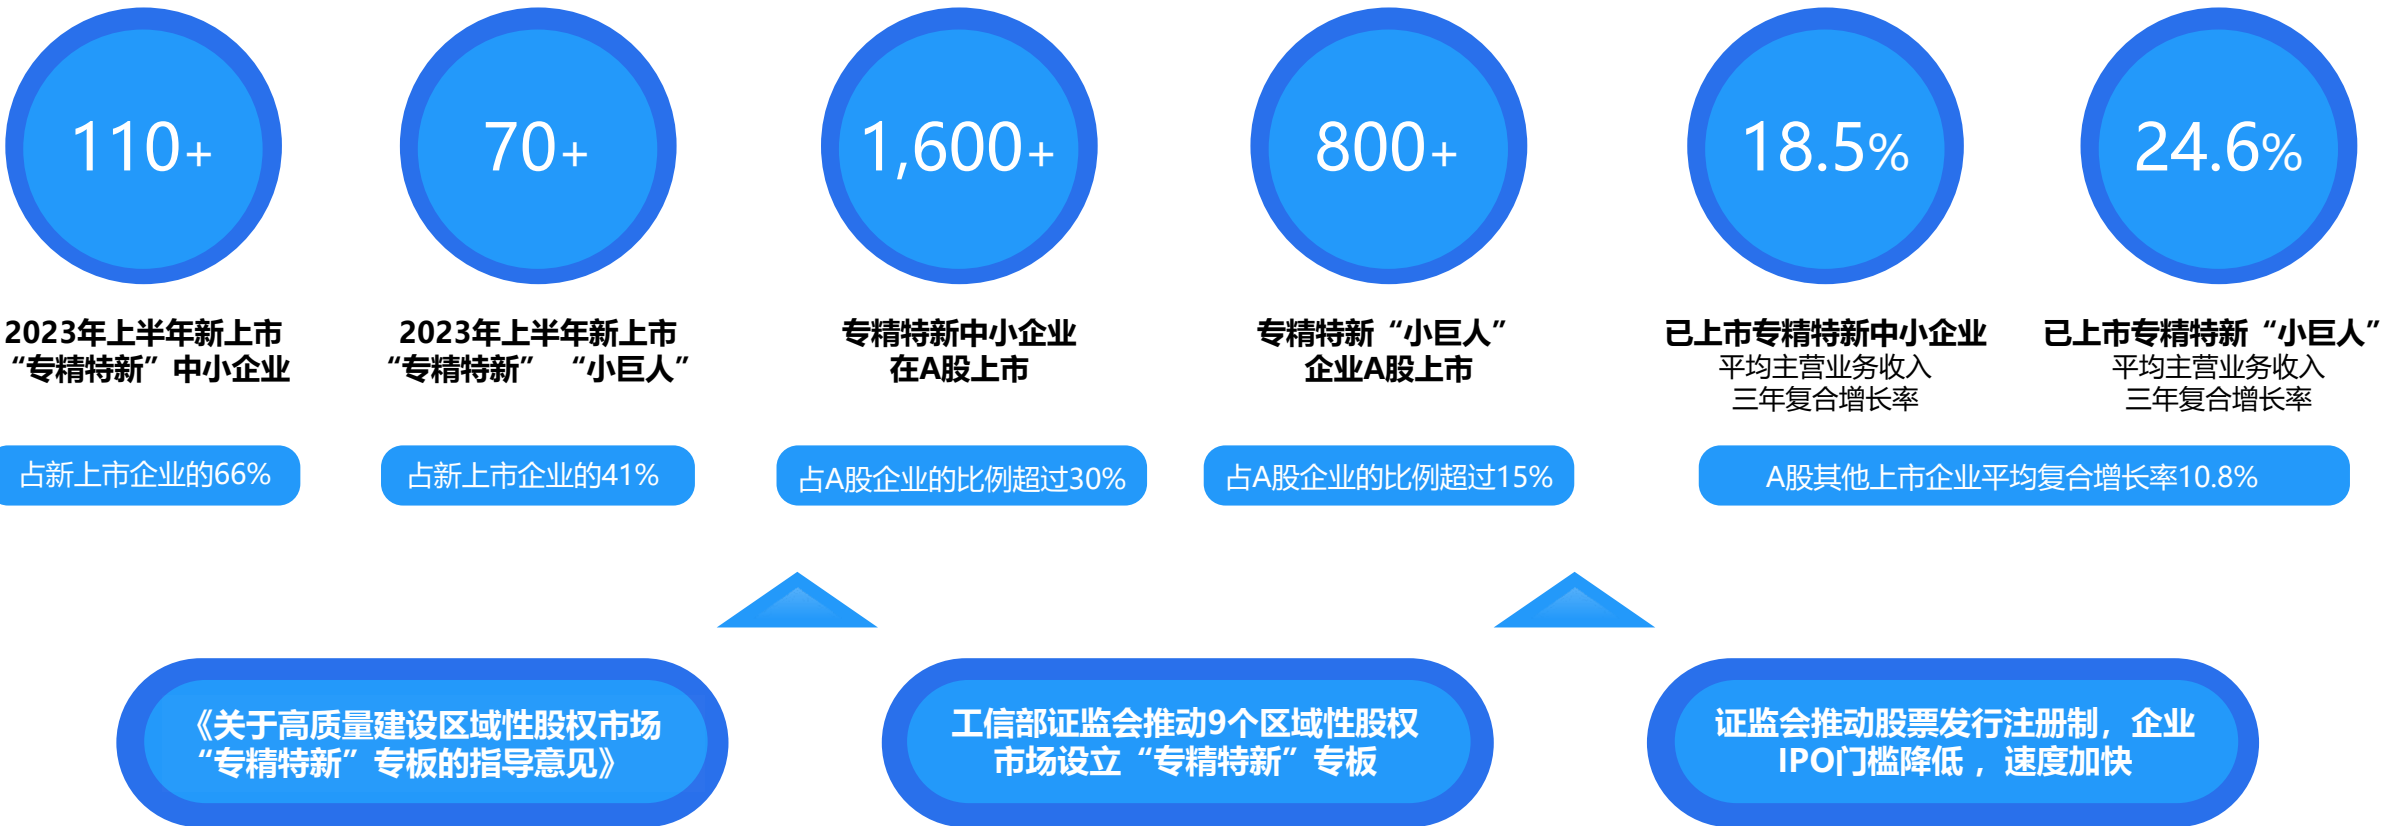 110+
2023年上半年新上市
“专精特新”中小企业
占新上市企业的66%
70+
2023年上半年新上市
“专精特新” “小巨人”
占新上市企业的41%
1,600+
专精特新中小企业
在A股上市
占A股企业的比例超过30%
800+
专精特新“小巨人”
企业A股上市
占A股企业的比例超过15%
18.5%
已上市专精特新中小企业
平均主营业务收入
三年复合增长率
24.6%
已上市专精特新“小巨人”
平均主营业务收入
三年复合增长率
A股其他上市企业平均复合增长率10.8%
《关于高质量建设区域性股权市场
“专精特新”专板的指导意见》
工信部证监会推动9个区域性股权
市场设立“专精特新”专板
证监会推动股票发行注册制，企业
IPO门槛降低，速度加快